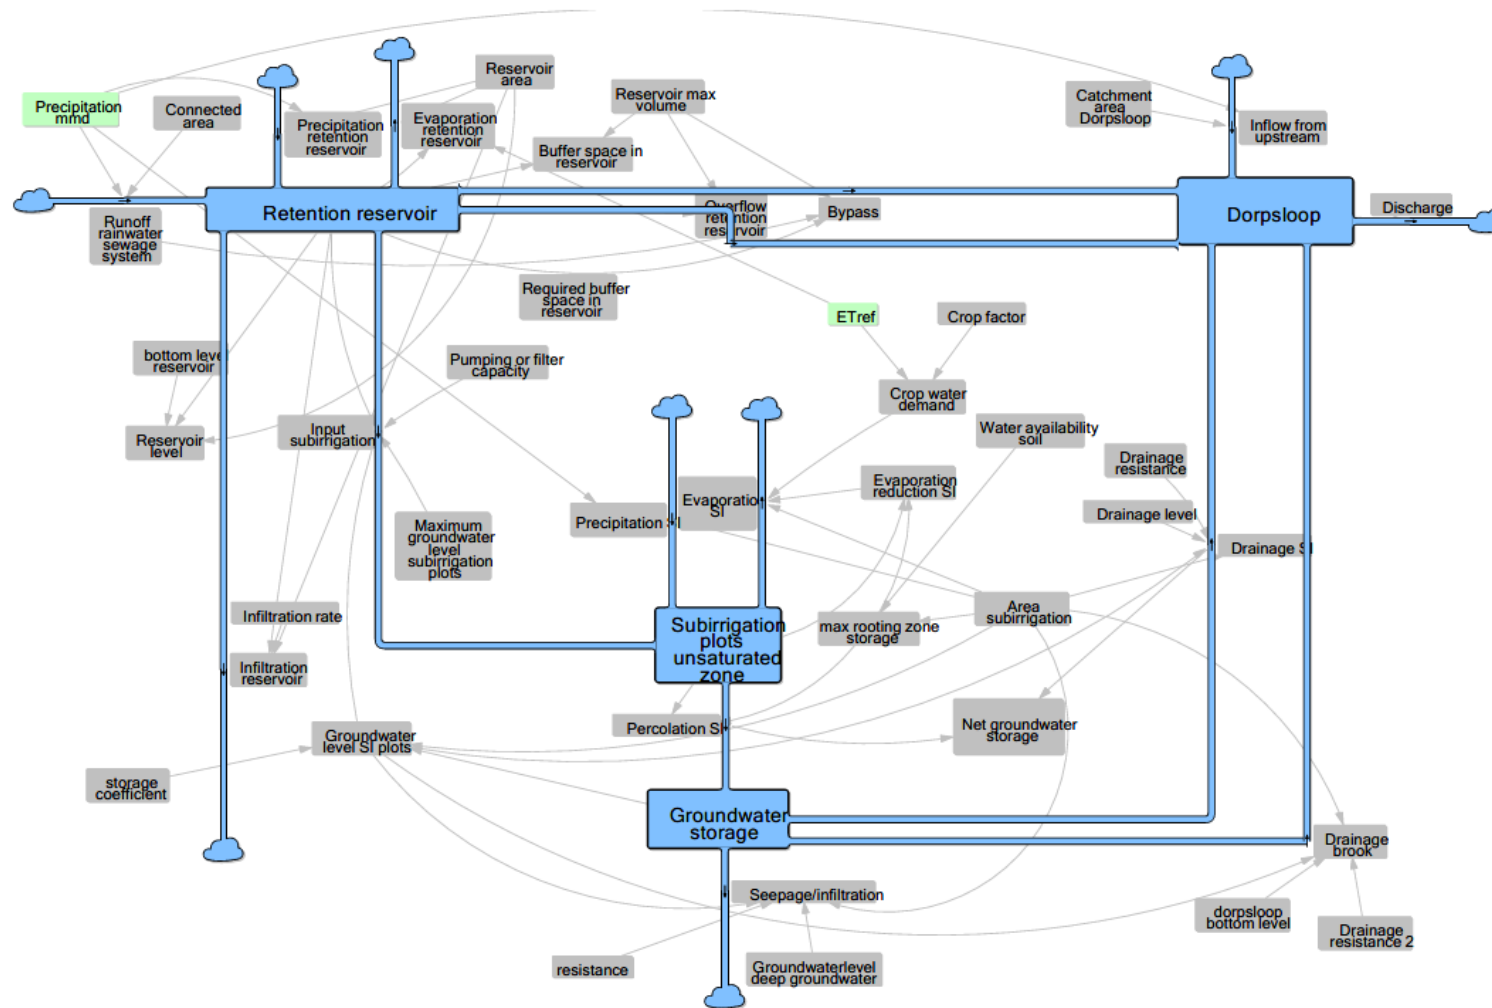 Reservoir
area
Precipitation
mmd
Connected
area
Precipitation
retention
reservoir
Evaporation
retention
reservoir
Reservoir max
volume
Buffer space in
reservoir
Catchment
area
Dorpsloop
Inflow from
upstream
Retention reservoir
Overflow
retention
reservoir
Bypass
Dorpsloop
Discharge
Runoff
rainwater
sewage
system
Required buffer
space in
reservoir
ETref
Crop factor
bottom level
reservoir
Pumping or filter
capacity
Crop water
demand
Reservoir
level
Input
subirrigation
Water availability
soil
Drainage
resistance
Evaporation
reduction SI
Evaporation
SI
Precipitation SI
Drainage level
Maximum
groundwater
level
subirrigation
plots
Drainage SI
Infiltration rate
Subirrigation
plots
unsaturated
zone
max rooting zone
storage
Area
subirrigation
Infiltration
reservoir
Percolation SI
Net groundwater
storage
Groundwater
level SI plots
storage
coefficient
Groundwater
storage
Drainage
brook
Seepage/infiltration
dorpsloop
bottom level
Drainage
resistance 2
resistance
Groundwaterlevel
deep groundwater